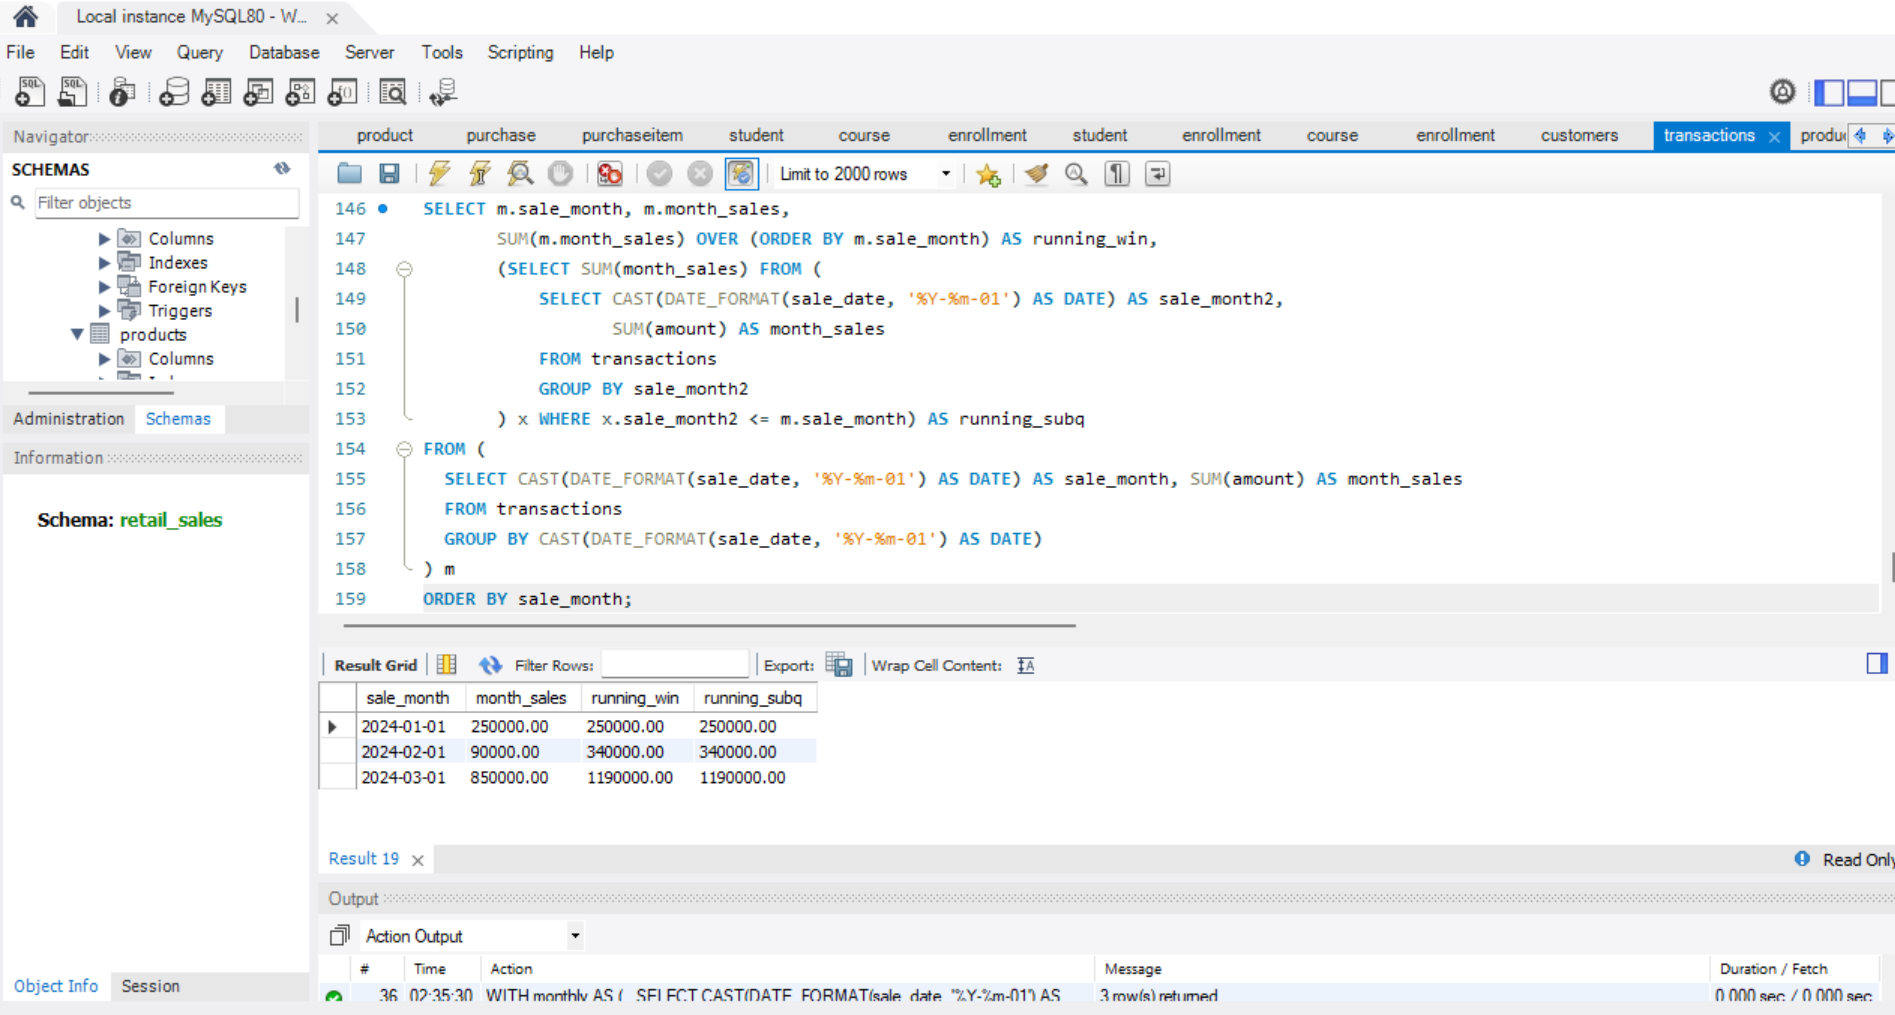 Local instance MySQL80 - W...
File Edit View Query Database Server Tools Scripting Help
Navigator
SCHEMAS
Filter objects
Columns
Indexes
Foreign Keys
Triggers
products
Columns
Administration Schemas
Information
Schema: retail_sales
Object Info Session
product purchase purchaseitem student course enrollment student enrollment course enrollment customers transactions produ
Limit to 2000 rows
146 SELECT m.sale_month, m.month_sales,
147 SUM(m.month_sales) OVER (ORDER BY m.sale_month) AS running_win,
148 (SELECT SUM(month_sales) FROM (
149 SELECT CAST(DATE_FORMAT(sale_date, '%Y-%m-01') AS DATE) AS sale_month2,
150 SUM(amount) AS month_sales
151 FROM transactions
152 GROUP BY sale_month2
153 ) x WHERE x.sale_month2 <= m.sale_month) AS running_subq
154 FROM (
155 SELECT CAST(DATE_FORMAT(sale_date, '%Y-%m-01') AS DATE) AS sale_month, SUM(amount) AS month_sales
156 FROM transactions
157 GROUP BY CAST(DATE_FORMAT(sale_date, '%Y-%m-01') AS DATE)
158 ) m
159 ORDER BY sale_month;
Result Grid Filter Rows: Export: Wrap Cell Content:
sale_month month_sales running_win running_subq
2024-01-01 250000.00 250000.00 250000.00
2024-02-01 90000.00 340000.00 340000.00
2024-03-01 850000.00 1190000.00 1190000.00
Result 19 Read Only
Output
Action Output
# Time Action Message Duration / Fetch
36 02:35:30 WITH monthly AS ( SELECT CAST(DATE_FORMAT(sale_date, '%Y-%m-01') AS 3 row(s) returned 0.000 sec / 0.000 sec